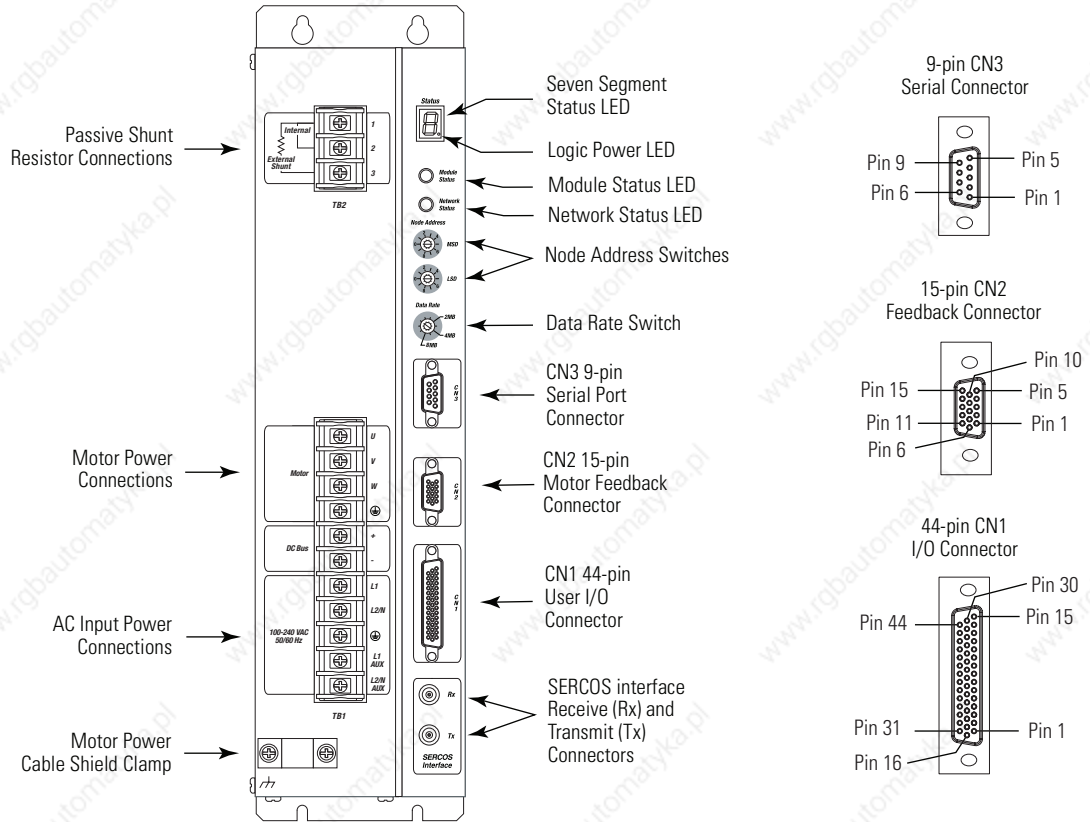 Passive Shunt
Resistor Connections
Motor Power
Connections
AC Input Power
Connections
Motor Power
Cable Shield Clamp
Internal
External
Shunt
1
2
3
TB2
Motor
U
V
W
DC Bus
+
-
100-240 VAC
50/60 Hz
L1
L2/N
L1
AUX
L2/N
AUX
TB1
Status
Module
Status
Network
Status
Node Address
MSD
LSD
Data Rate
2MB
4MB
8MB
CN3
CN2
CN1
Rx
Tx
SERCOS
Interface
Seven Segment
Status LED
Logic Power LED
Module Status LED
Network Status LED
Node Address Switches
Data Rate Switch
CN3 9-pin
Serial Port
Connector
CN2 15-pin
Motor Feedback
Connector
CN1 44-pin
User I/O
Connector
SERCOS interface
Receive (Rx) and
Transmit (Tx)
Connectors
9-pin CN3
Serial Connector
Pin 9
Pin 5
Pin 6
Pin 1
15-pin CN2
Feedback Connector
Pin 10
Pin 15
Pin 5
Pin 11
Pin 1
Pin 6
44-pin CN1
I/O Connector
Pin 30
Pin 44
Pin 15
Pin 31
Pin 1
Pin 16
www.rgbautomatyka.pl